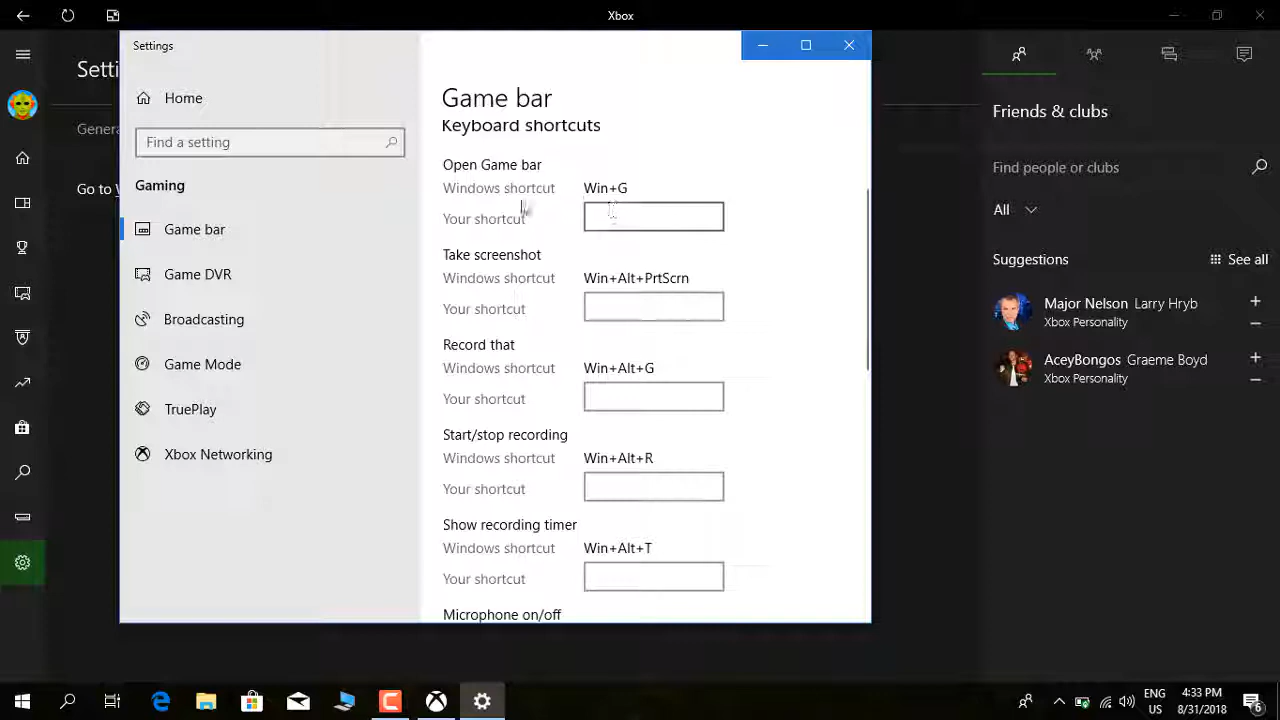 Xbox
Settings
Setti
Home
Game bar
Keyboard shortcuts
Find a setting
Genera
Gaming
Go to W
Open Game bar
Windows shortcut Win+G
Your shortcut
Game bar
Take screenshot
Windows shortcut Win+Alt+PrtScrn
Your shortcut
Game DVR
Broadcasting
Record that
Windows shortcut Win+Alt+G
Your shortcut
Game Mode
TruePlay
Start/stop recording
Windows shortcut Win+Alt+R
Your shortcut
Xbox Networking
Show recording timer
Windows shortcut Win+Alt+T
Your shortcut
Microphone on/off
Friends & clubs
Find people or clubs
All
Suggestions See all
Major Nelson Larry Hryb
Xbox Personality
AceyBongos Graeme Boyd
Xbox Personality
ENG
US
4:33 PM
8/31/2018
6